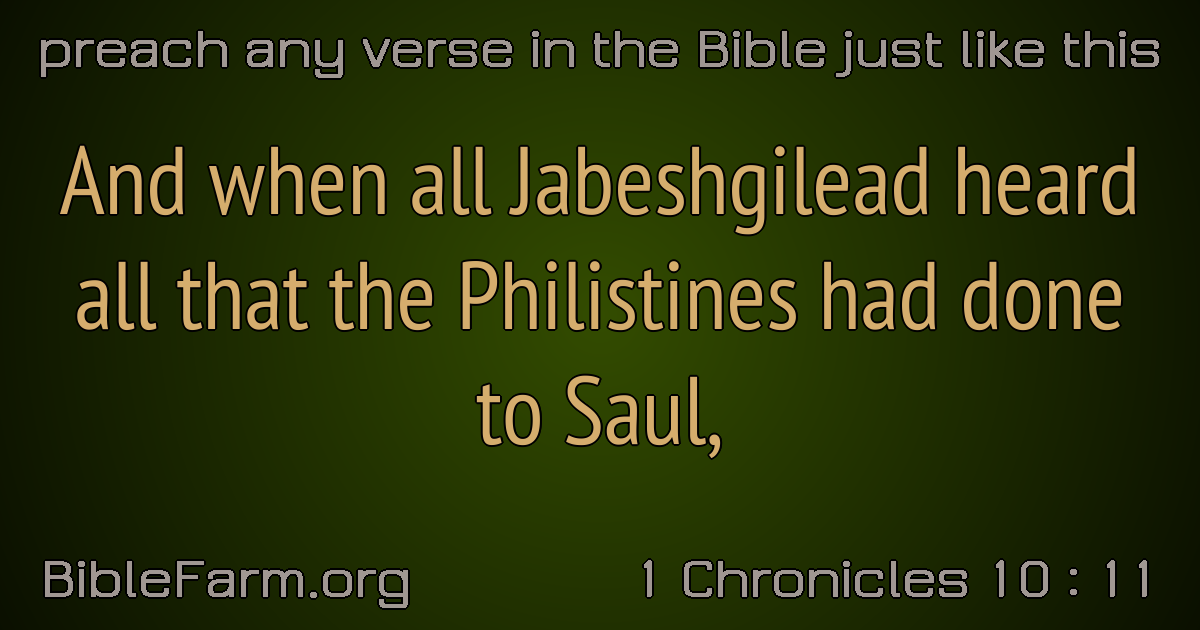 preach any verse in the Bible just like this
And when all Jabeshgilead heard
all that the Philistines had done
to Saul,
BibleFarm.org
1 Chronicles 10 : 11